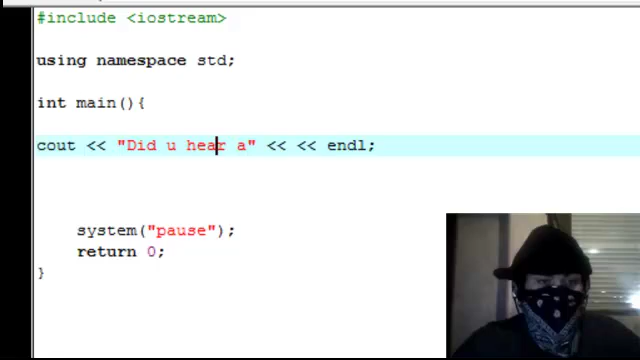 #include <iostream>
using namespace std;
int main(){
cout << "Did u hear a" << << endl;
system("pause");
return 0;
}